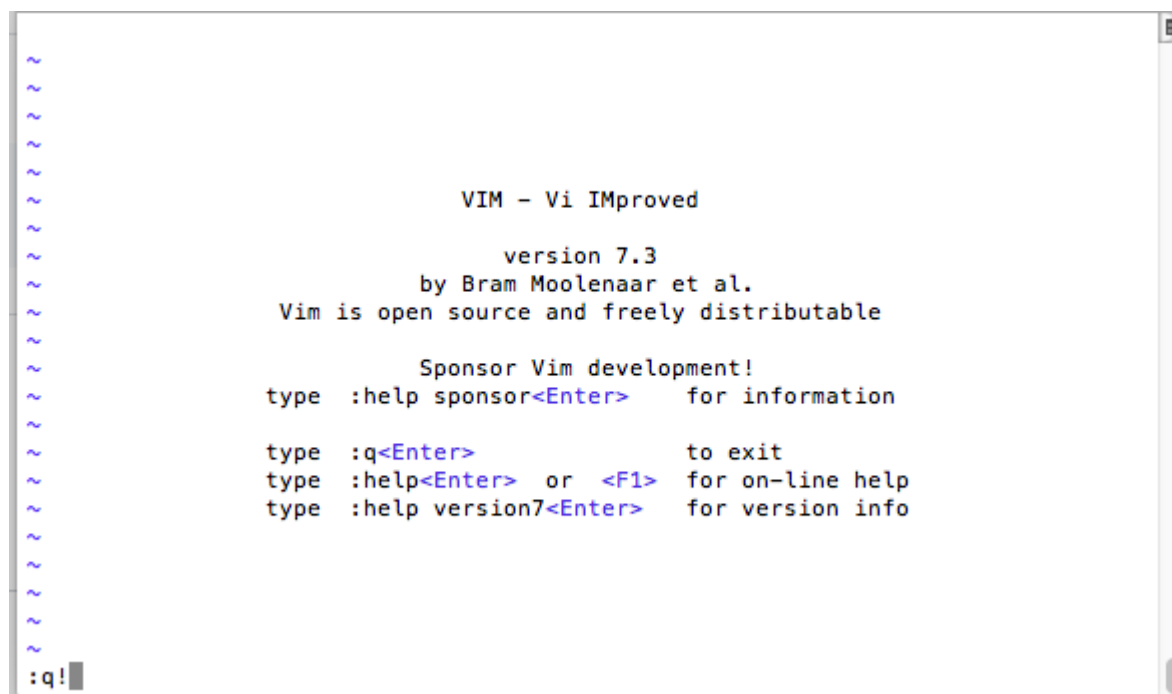 ~
~
~
~
~
~ VIM - Vi IMproved
~
~ version 7.3
~ by Bram Moolenaar et al.
~ Vim is open source and freely distributable
~
~ Sponsor Vim development!
~ type :help sponsor<Enter> for information
~
~ type :q<Enter> to exit
~ type :help<Enter> or <F1> for on-line help
~ type :help version7<Enter> for version info
~
~
~
~
~
:q!